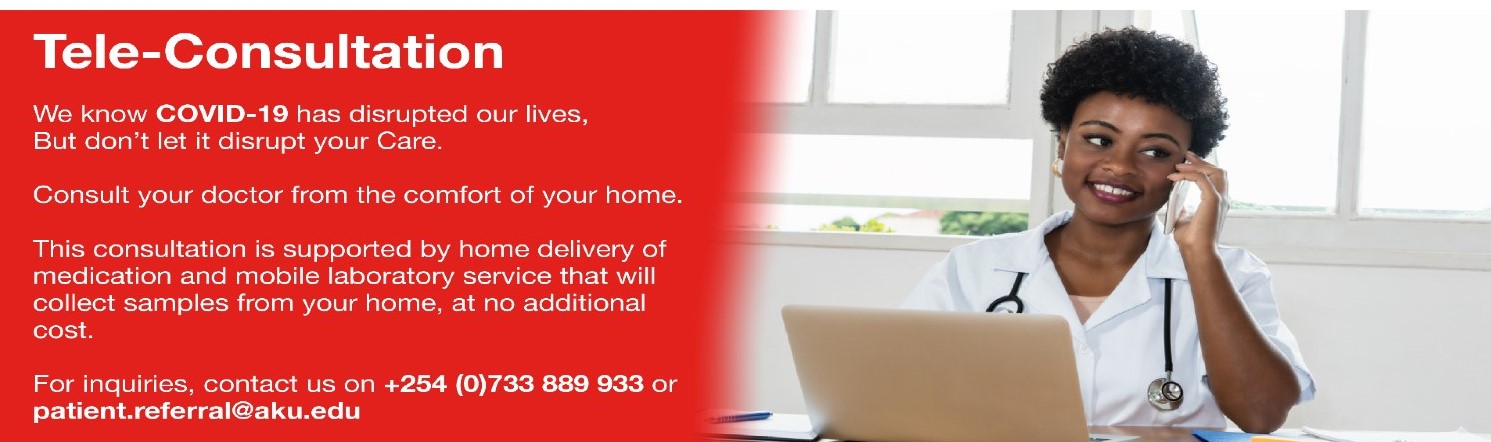 Tele-Consultation
We know COVID-19 has disrupted our lives,
But don't let it disrupt your Care.
Consult your doctor from the comfort of your home.
This consultation is supported by home delivery of
medication and mobile laboratory service that will
collect samples from your home, at no additional
cost.
For inquiries, contact us on +254 (0)733 889 933 or
patient.referral@aku.edu